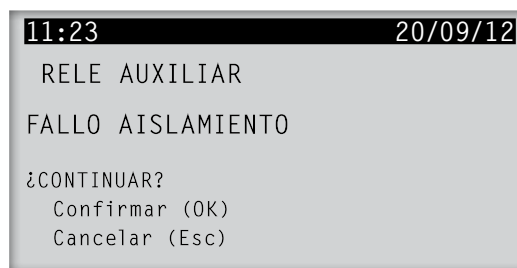 11:23 20/09/12
RELE AUXILIAR
FALLO AISLAMIENTO
¿CONTINUAR?
Confirmar (OK)
Cancelar (Esc)